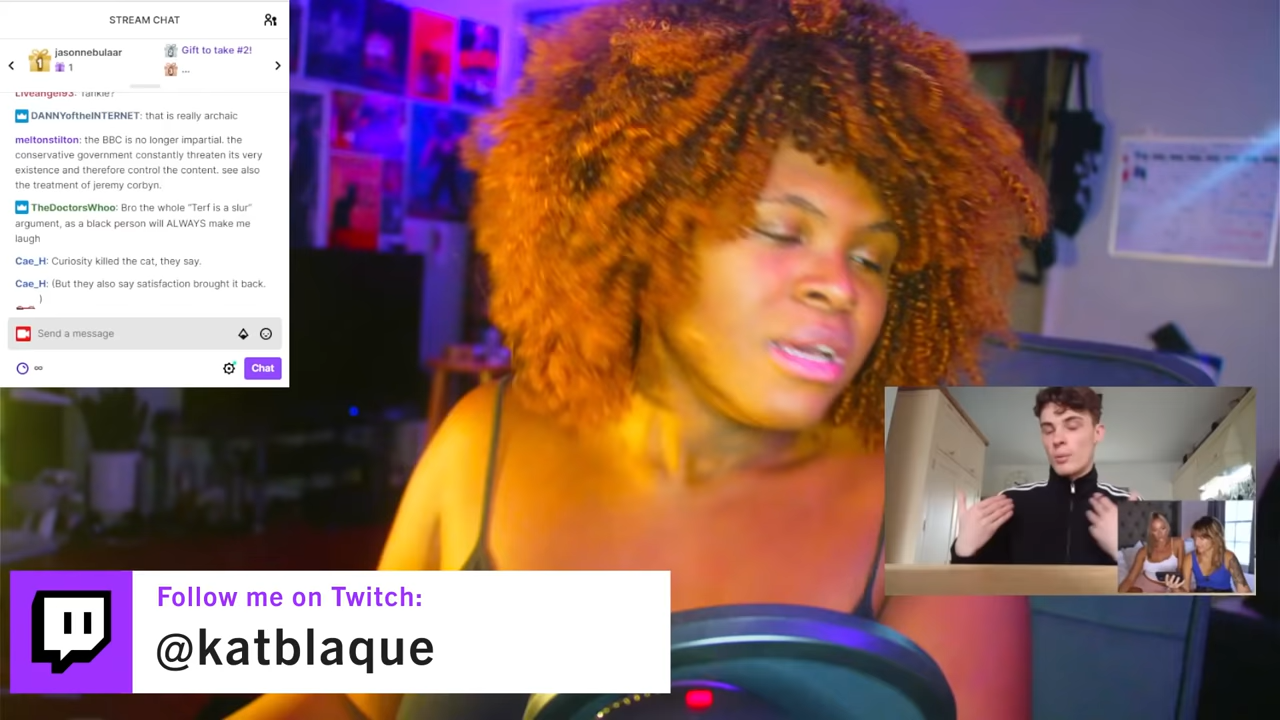 STREAM CHAT
jasonnebulaar
1
Gift to take #2!
...
Liveangel93: Tankie?
DANNYoftheINTERNET: that is really archaic
meltonstilton: the BBC is no longer impartial. the
conservative government constantly threaten its very
existence and therefore control the content. see also
the treatment of jeremy corbyn.
TheDoctorsWhoo: Bro the whole "Terf is a slur"
argument, as a black person will ALWAYS make me
laugh
Cae_H: Curiosity killed the cat, they say.
Cae_H: (But they also say satisfaction brought it back.
)
Send a message
∞
Chat
Follow me on Twitch:
@katblaque